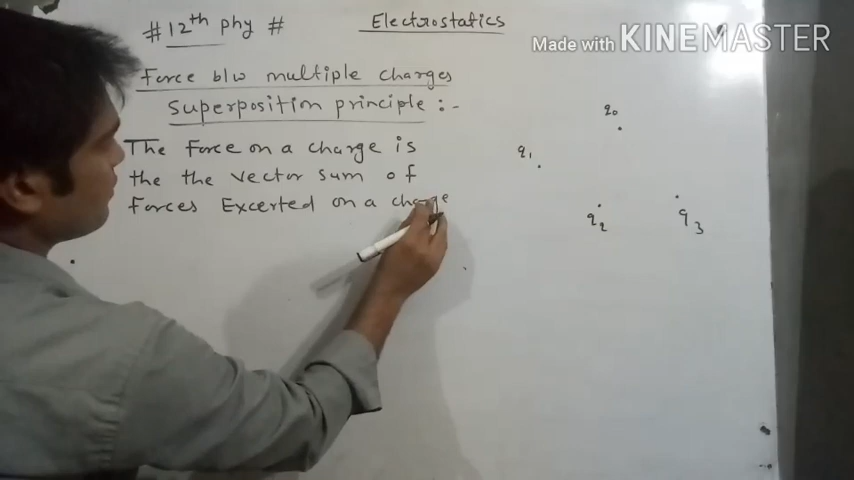 # 12th phy #
Electrostatics
Made with KINEMASTER
Force b/w multiple charges
Superposition principle :-
The Force on a charge is
the the vector sum of
forces Excerted on a charge
q0
q1
q2
q3